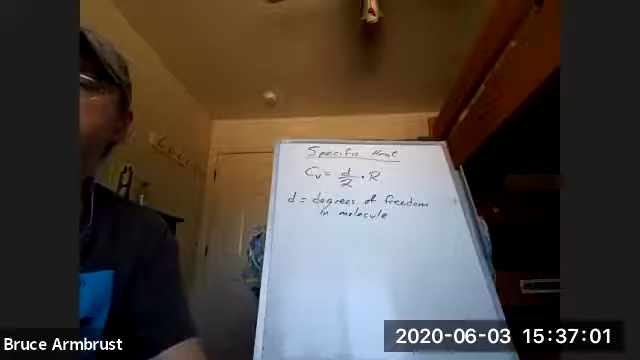 Specific Heat
Cv = d/2 · R
d = degrees of freedom
in molecule
Bruce Armbrust
2020-06-03 15:37:01